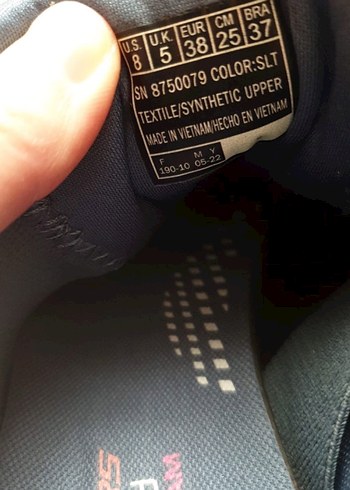 U.S. U.K. EUR CM BRA
8 5 38 25 37
SN 8750079 COLOR:SLT
TEXTILE/SYNTHETIC UPPER
MADE IN VIETNAM/HECHO EN VIETNAM
F M Y
190-10 05-22